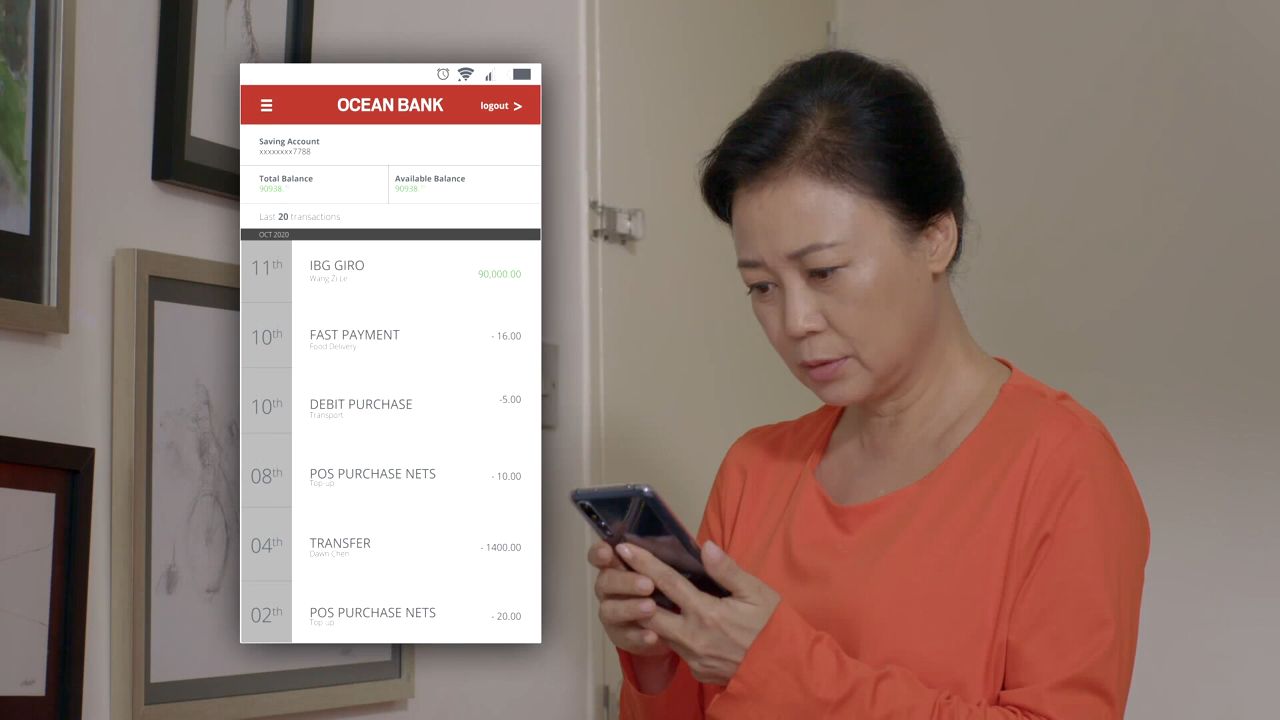 OCEAN BANK
logout >
Saving Account
xxxxxxxx7788
Total Balance
90938.
Available Balance
90938.
Last 20 transactions
OCT 2020
11th
IBG GIRO
Wang Zi Le
90,000.00
10th
FAST PAYMENT
Food Delivery
- 16.00
10th
DEBIT PURCHASE
Transport
-5.00
08th
POS PURCHASE NETS
Top-up
- 10.00
04th
TRANSFER
Dawn Chen
- 1400.00
02th
POS PURCHASE NETS
Top-up
- 20.00